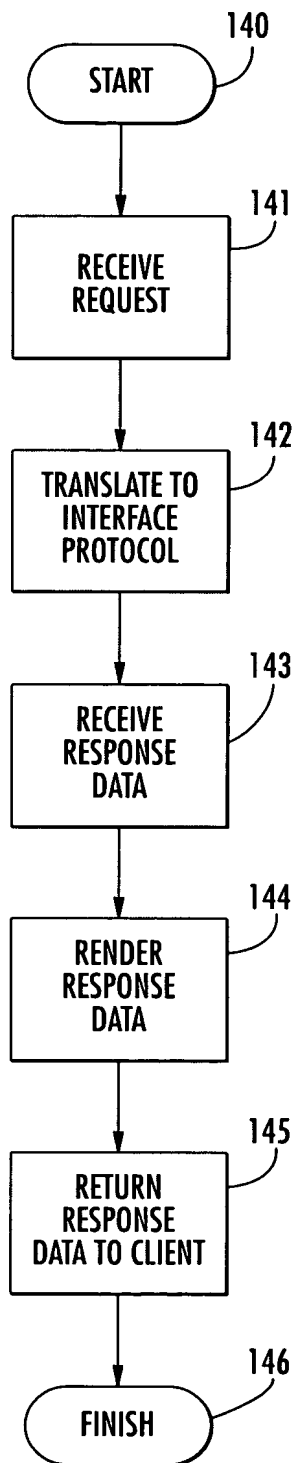 140
START
141
RECEIVE
REQUEST
142
TRANSLATE TO
INTERFACE
PROTOCOL
143
RECEIVE
RESPONSE
DATA
144
RENDER
RESPONSE
DATA
145
RETURN
RESPONSE
DATA TO CLIENT
146
FINISH